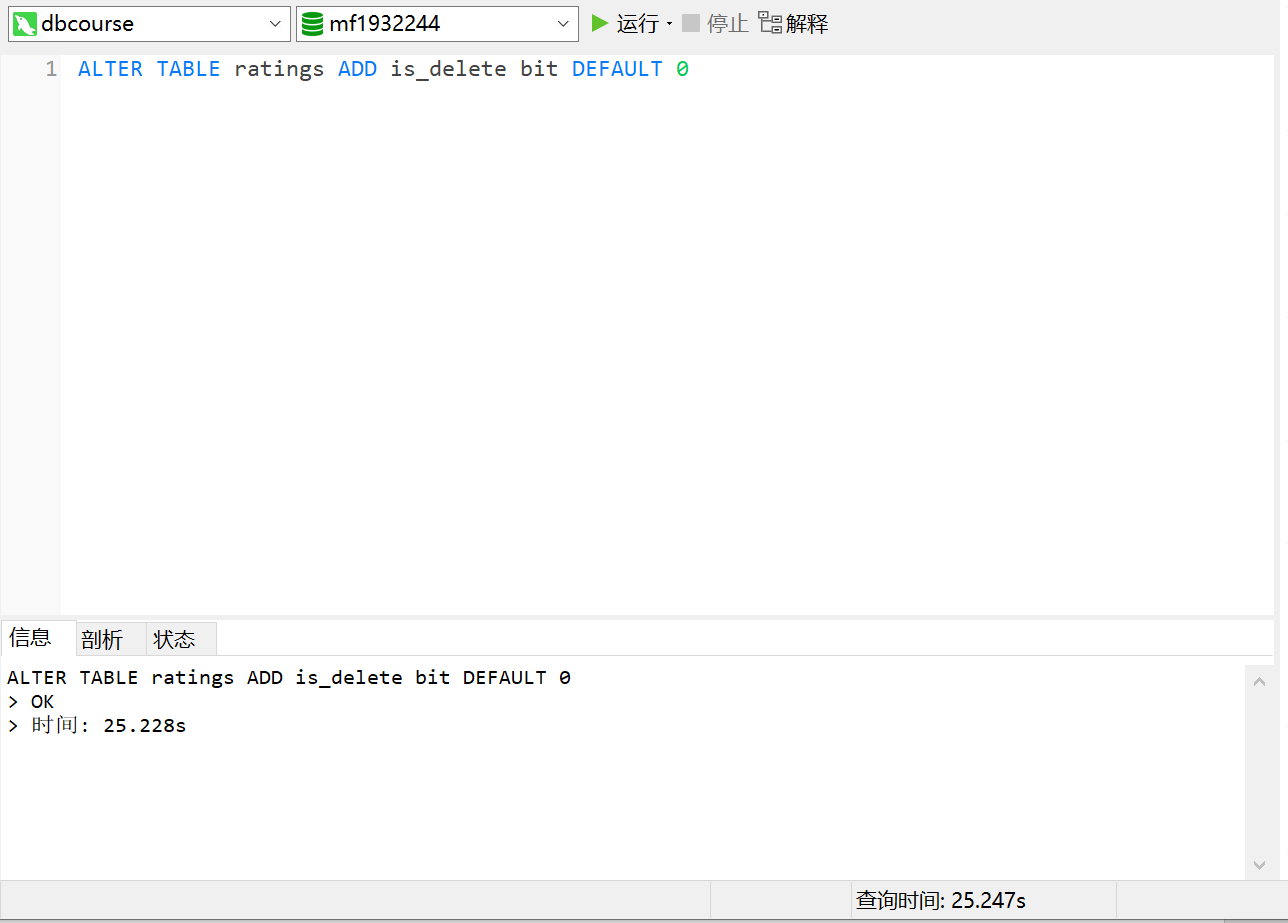 dbcourse mf1932244 运行 停止 解释
1 ALTER TABLE ratings ADD is_delete bit DEFAULT 0
信息 剖析 状态
ALTER TABLE ratings ADD is_delete bit DEFAULT 0
> OK
> 时间: 25.228s
查询时间: 25.247s